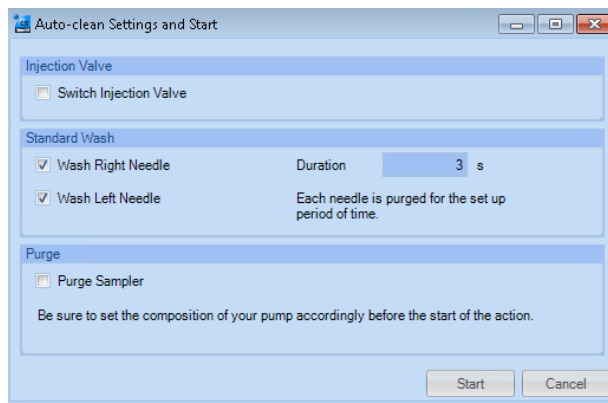 Auto-clean Settings and Start
Injection Valve
Switch Injection Valve
Standard Wash
Wash Right Needle
Duration 3 s
Wash Left Needle
Each needle is purged for the set up
period of time.
Purge
Purge Sampler
Be sure to set the composition of your pump accordingly before the start of the action.
Start Cancel